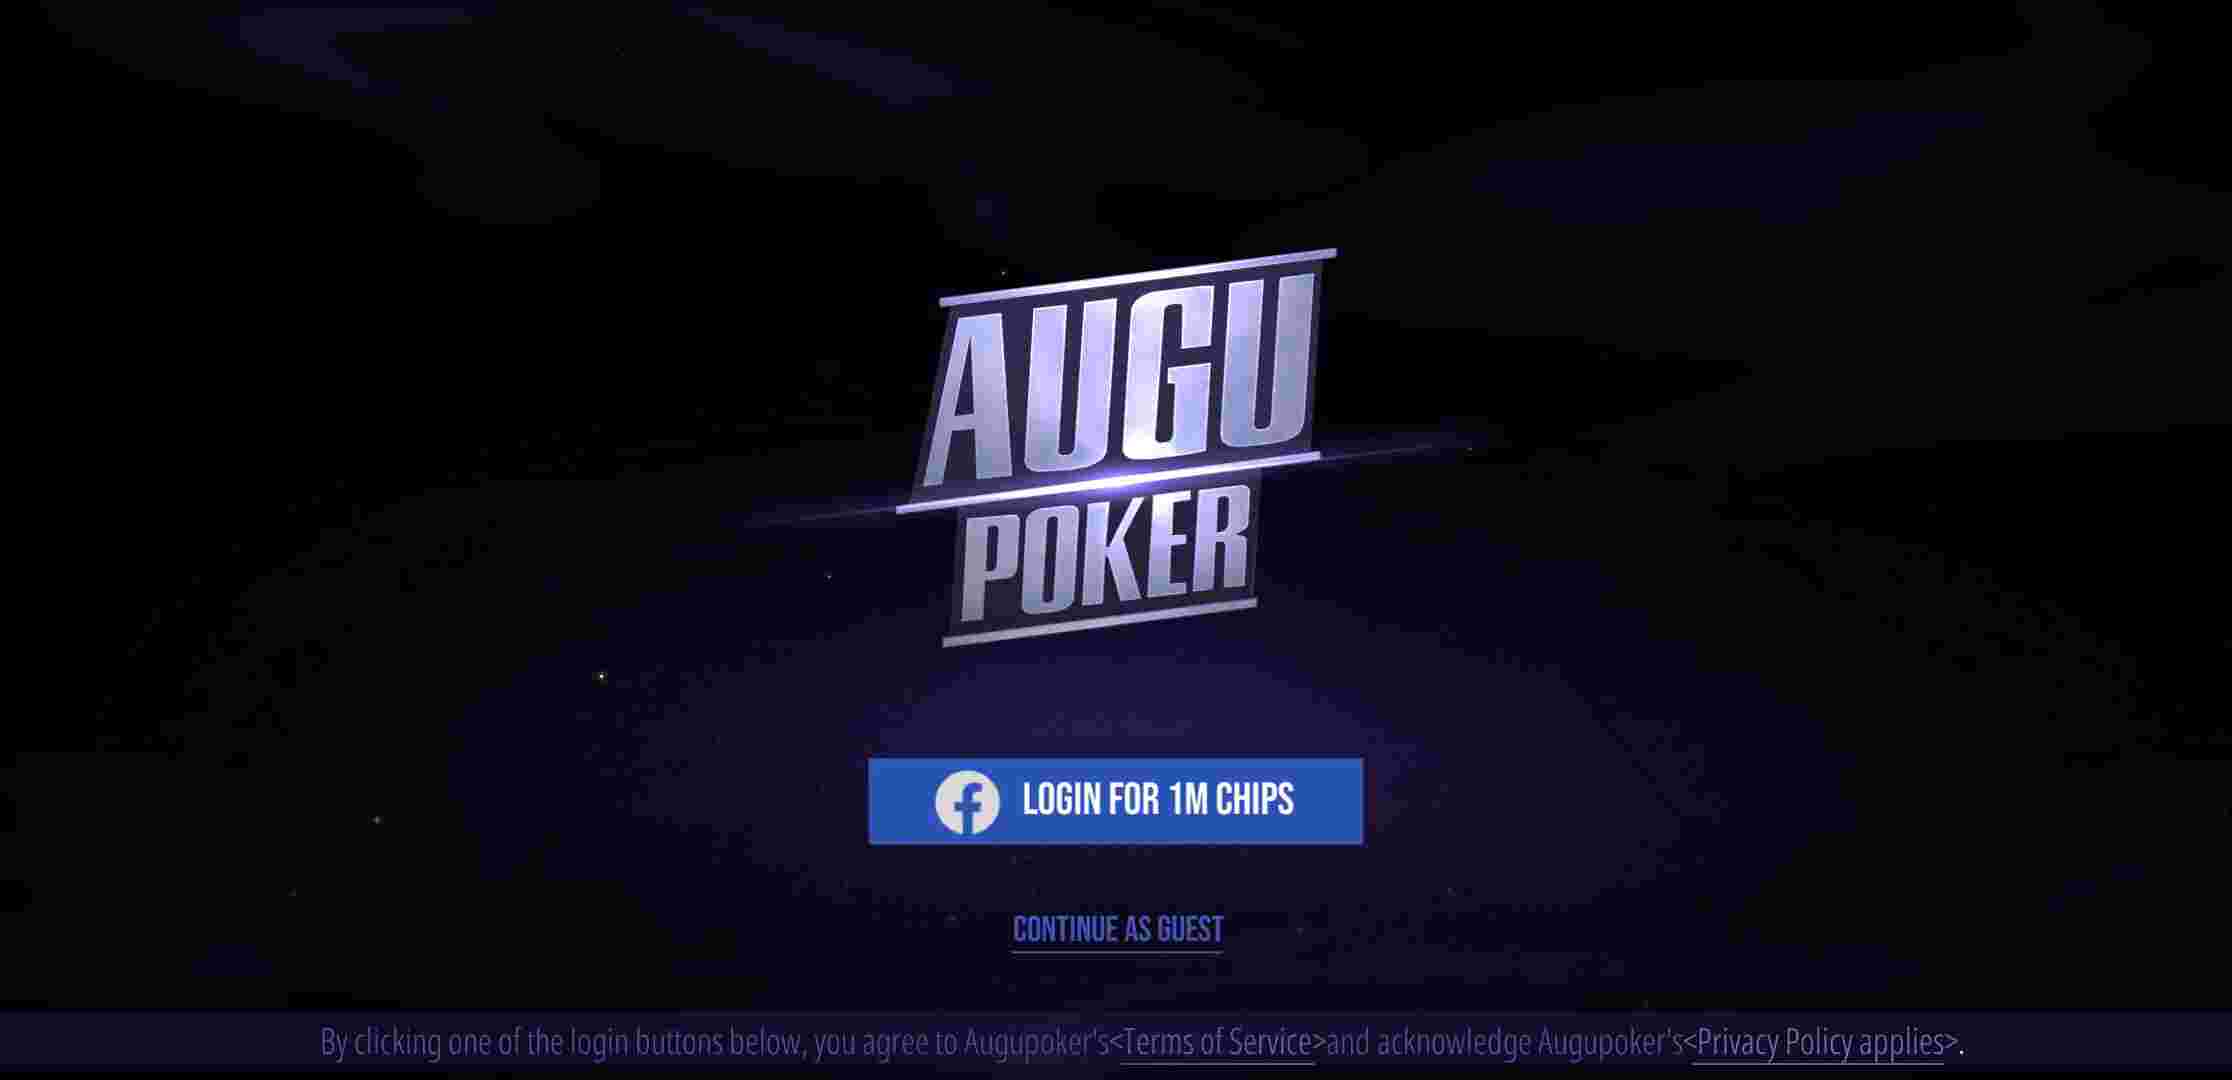 AUGU
POKER
LOGIN FOR 1M CHIPS
CONTINUE AS GUEST
By clicking one of the login buttons below, you agree to Augupoker's<Terms of Service>and acknowledge Augupoker's<Privacy Policy applies>.